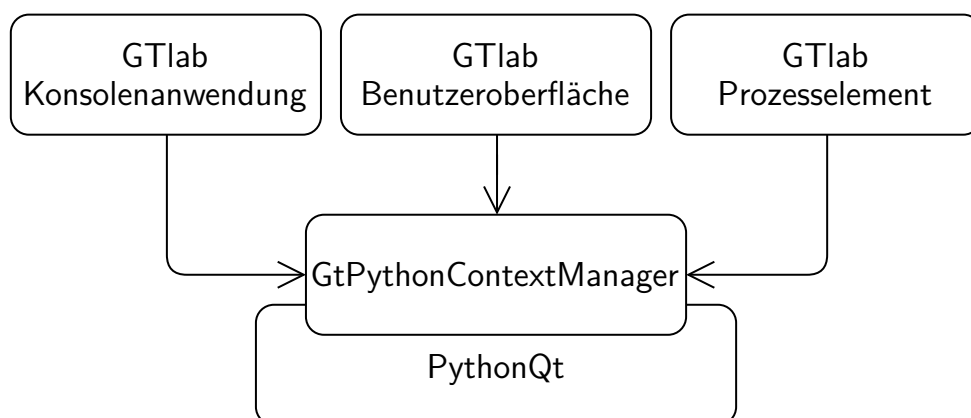 GTlab
Konsolenanwendung
GTlab
Benutzeroberfläche
GTlab
Prozesselement
GtPythonContextManager
PythonQt